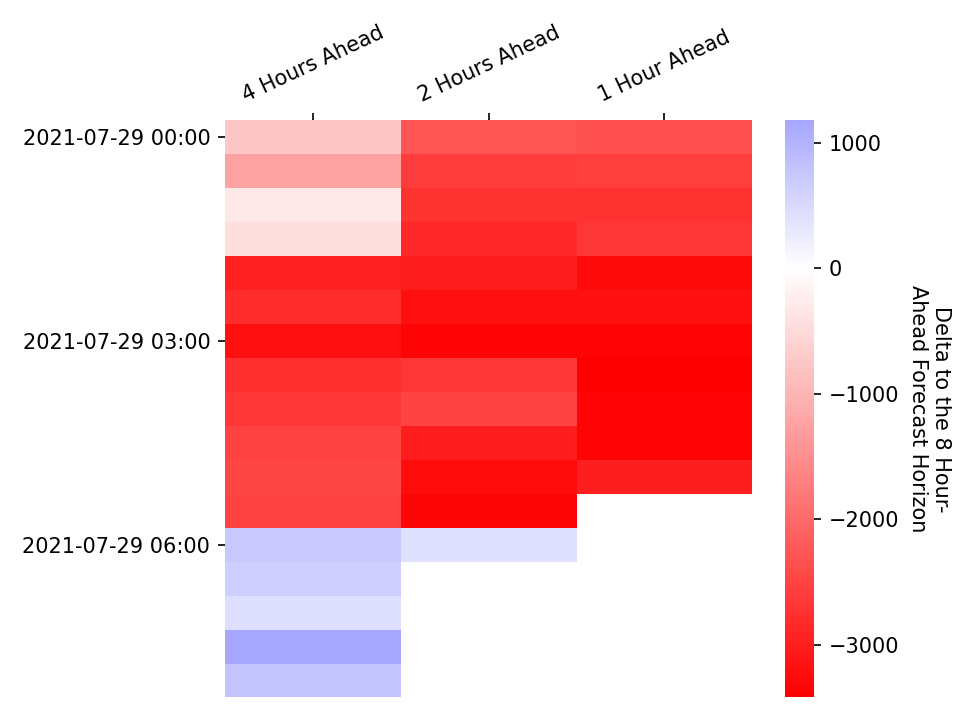 4 Hours Ahead
2 Hours Ahead
1 Hour Ahead
2021-07-29 00:00
2021-07-29 03:00
2021-07-29 06:00
1000
0
−1000
−2000
−3000
Delta to the 8 Hour-
Ahead Forecast Horizon